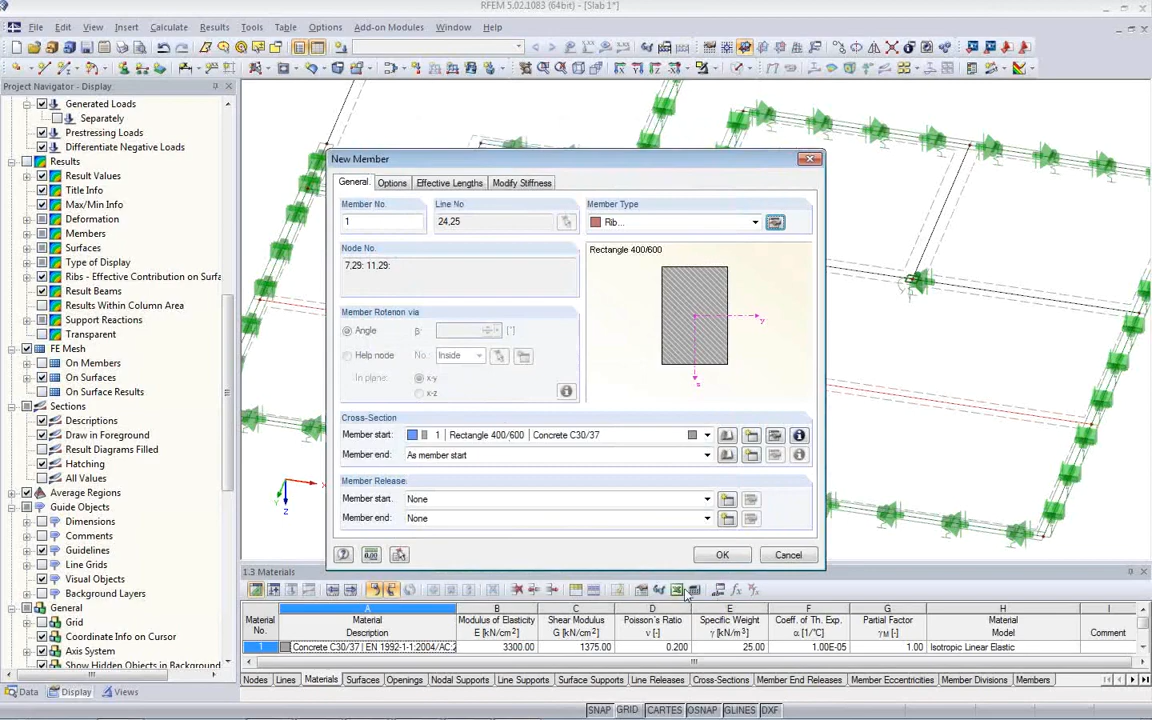 RFEM 5.02.1083 (64bit) - [Slab 1*]
File Edit View Insert Calculate Results Tools Table Options Add-on Modules Window Help
Project Navigator - Display
Generated Loads
Separately
Prestressing Loads
Differentiate Negative Loads
Results
Result Values
Title Info
Max/Min Info
Deformation
Members
Surfaces
Type of Display
Ribs - Effective Contribution on Surfa
Result Beams
Results Within Column Area
Support Reactions
Transparent
FE Mesh
On Members
On Surfaces
On Surface Results
Sections
Descriptions
Draw in Foreground
Result Diagrams Filled
Hatching
All Values
Average Regions
Guide Objects
Dimensions
Comments
Guidelines
Line Grids
Visual Objects
Background Layers
General
Grid
Coordinate Info on Cursor
Axis System
Show Hidden Objects in Background
Data Display Views
New Member
General Options Effective Lengths Modify Stiffness
Member No. Line No Member Type
1 24,25 Rib...
Node No. Rectangle 400/600
7,29: 11,29:
Member Rotenon via
Angle β: [°]
Help node No.: Inside
In plane: x-y
x-z
y
z
Cross-Section
Member start: 1 Rectangle 400/600 Concrete C30/37
Member end: As member start
Member Release:
Member start: None
Member end: None
OK Cancel
Z
1.3 Materials
A B C D E F G H I
Material Material Modulus of Elasticity Shear Modulus Poisson's Ratio Specific Weight Coeff. of Th. Exp. Partial Factor Material
No. Description E [kN/cm²] G [kN/cm²] ν [-] γ [kN/m³] α [1/°C] γM [-] Model Comment
1 Concrete C30/37 | EN 1992-1-1:2004/AC:2 3300.00 1375.00 0.200 25.00 1.00E-05 1.00 Isotropic Linear Elastic
Nodes Lines Materials Surfaces Openings Nodal Supports Line Supports Surface Supports Line Releases Cross-Sections Member End Releases Member Eccentricities Member Divisions Members
SNAP GRID CARTES OSNAP GLINES DXF